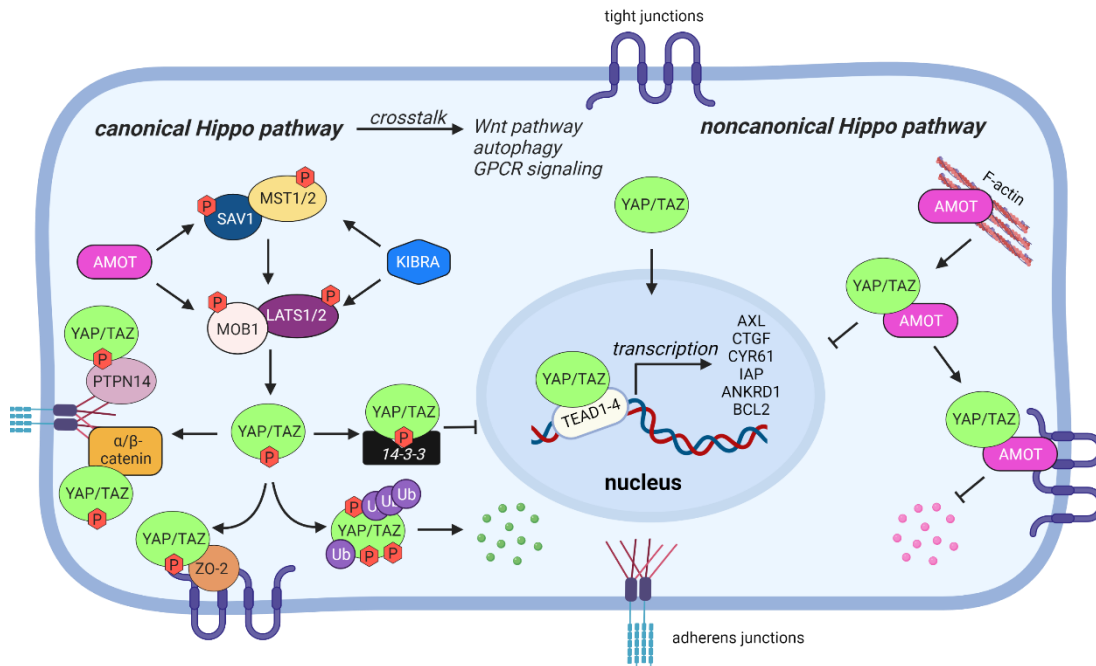 tight junctions
canonical Hippo pathway
crosstalk
Wnt pathway
autophagy
GPCR signaling
noncanonical Hippo pathway
P
MST1/2
P
SAV1
AMOT
KIBRA
P
LATS1/2
P
MOB1
YAP/TAZ
P
PTPN14
α/β-
catenin
YAP/TAZ
P
YAP/TAZ
P
YAP/TAZ
P
14-3-3
YAP/TAZ
P
ZO-2
P
Ub
Ub
YAP/TAZ
Ub
P
P
YAP/TAZ
YAP/TAZ
TEAD1-4
transcription
AXL
CTGF
CYR61
IAP
ANKRD1
BCL2
nucleus
F-actin
AMOT
YAP/TAZ
AMOT
YAP/TAZ
AMOT
adherens junctions